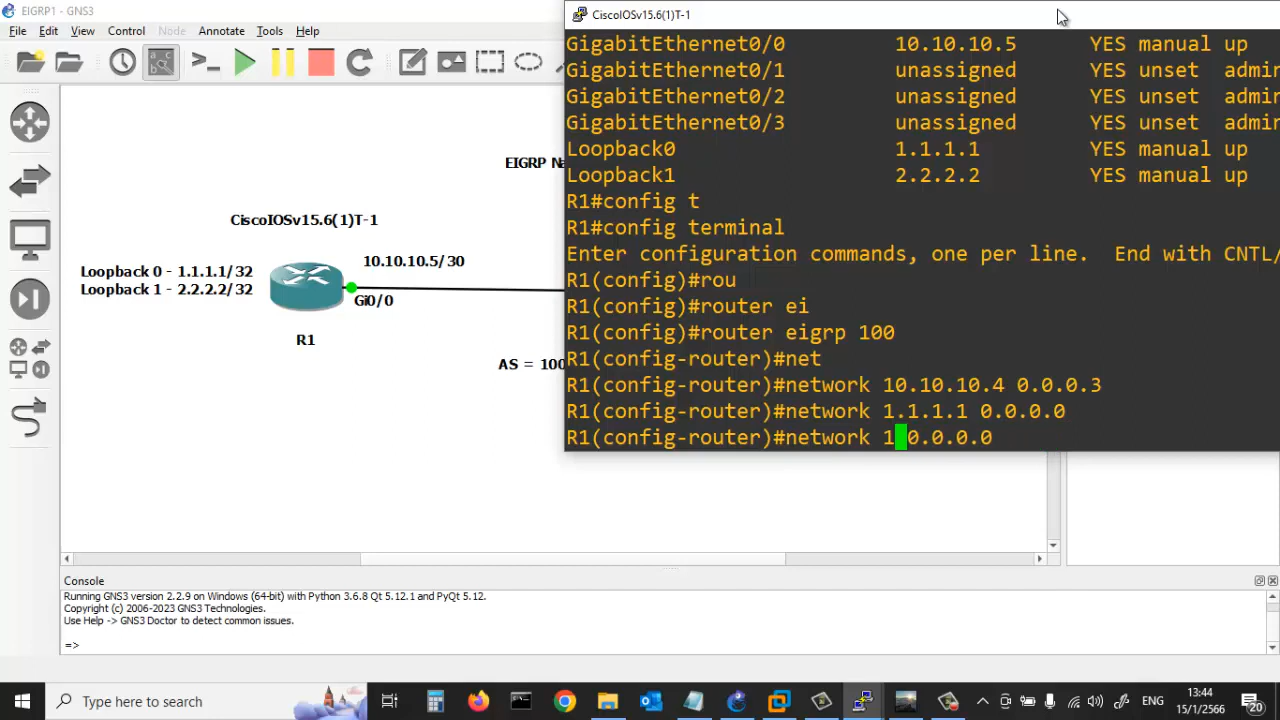 EIGRP1 - GNS3
File Edit View Control Node Annotate Tools Help
EIGRP
CiscoIOSv15.6(1)T-1
Loopback 0 - 1.1.1.1/32
Loopback 1 - 2.2.2.2/32
10.10.10.5/30
Gi0/0
R1
AS = 100
CiscoIOSv15.6(1)T-1
GigabitEthernet0/0 10.10.10.5 YES manual up
GigabitEthernet0/1 unassigned YES unset admin
GigabitEthernet0/2 unassigned YES unset admin
GigabitEthernet0/3 unassigned YES unset admin
Loopback0 1.1.1.1 YES manual up
Loopback1 2.2.2.2 YES manual up
R1#config t
R1#config terminal
Enter configuration commands, one per line. End with CNTL/
R1(config)#rou
R1(config)#router ei
R1(config)#router eigrp 100
R1(config-router)#net
R1(config-router)#network 10.10.10.4 0.0.0.3
R1(config-router)#network 1.1.1.1 0.0.0.0
R1(config-router)#network 1 0.0.0.0
Console
Running GNS3 version 2.2.9 on Windows (64-bit) with Python 3.6.8 Qt 5.12.1 and PyQt 5.12.
Copyright (c) 2006-2023 GNS3 Technologies.
Use Help -> GNS3 Doctor to detect common issues.
=>
Type here to search
ENG
13:44
15/1/2566
20